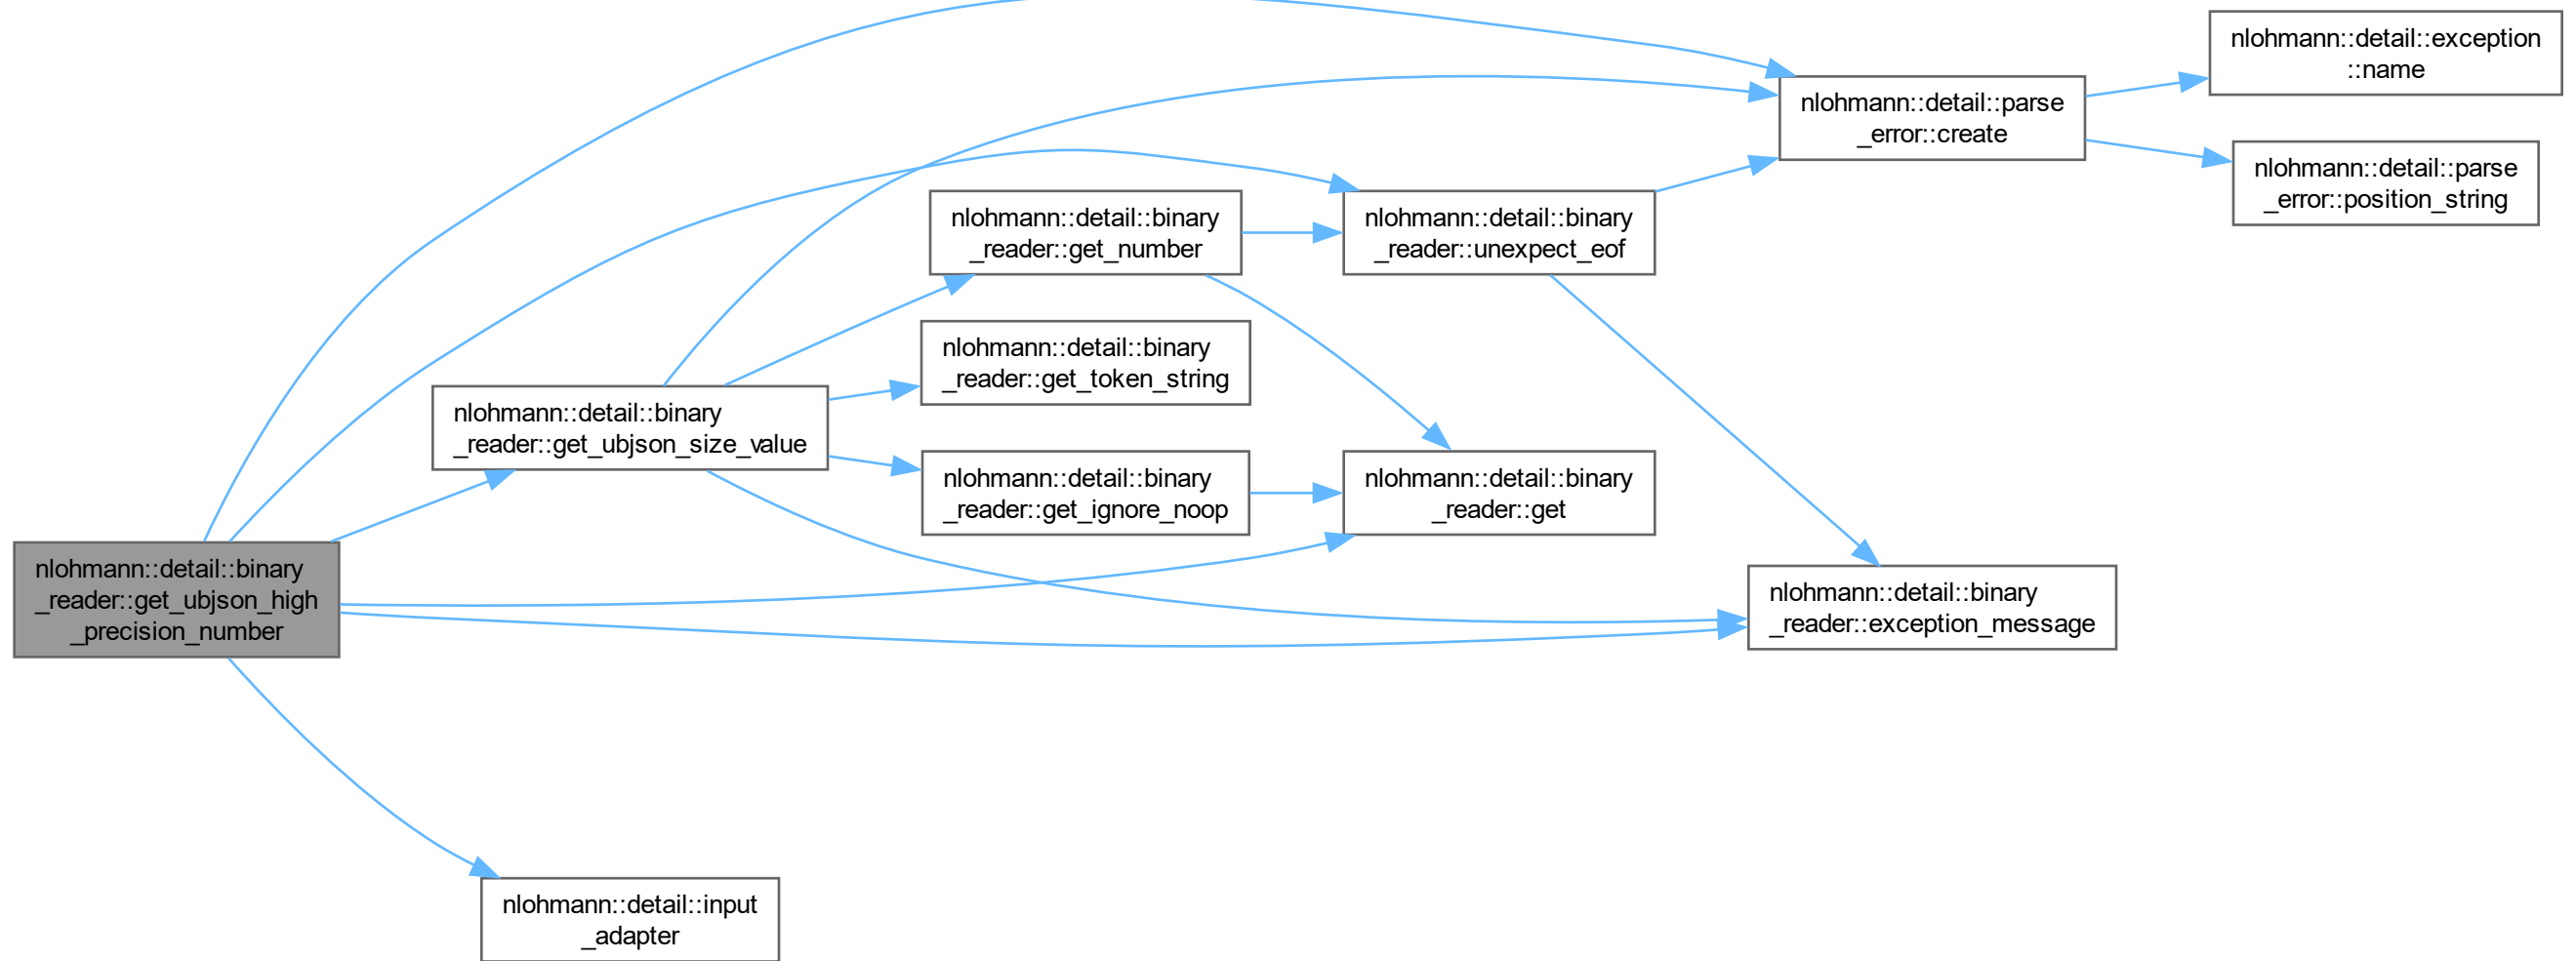 nlohmann::detail::exception
::name
nlohmann::detail::parse
_error::create
nlohmann::detail::parse
_error::position_string
nlohmann::detail::binary
_reader::get_number
nlohmann::detail::binary
_reader::unexpect_eof
nlohmann::detail::binary
_reader::get_token_string
nlohmann::detail::binary
_reader::get_ubjson_size_value
nlohmann::detail::binary
_reader::get_ignore_noop
nlohmann::detail::binary
_reader::get
nlohmann::detail::binary
_reader::get_ubjson_high
_precision_number
nlohmann::detail::binary
_reader::exception_message
nlohmann::detail::input
_adapter